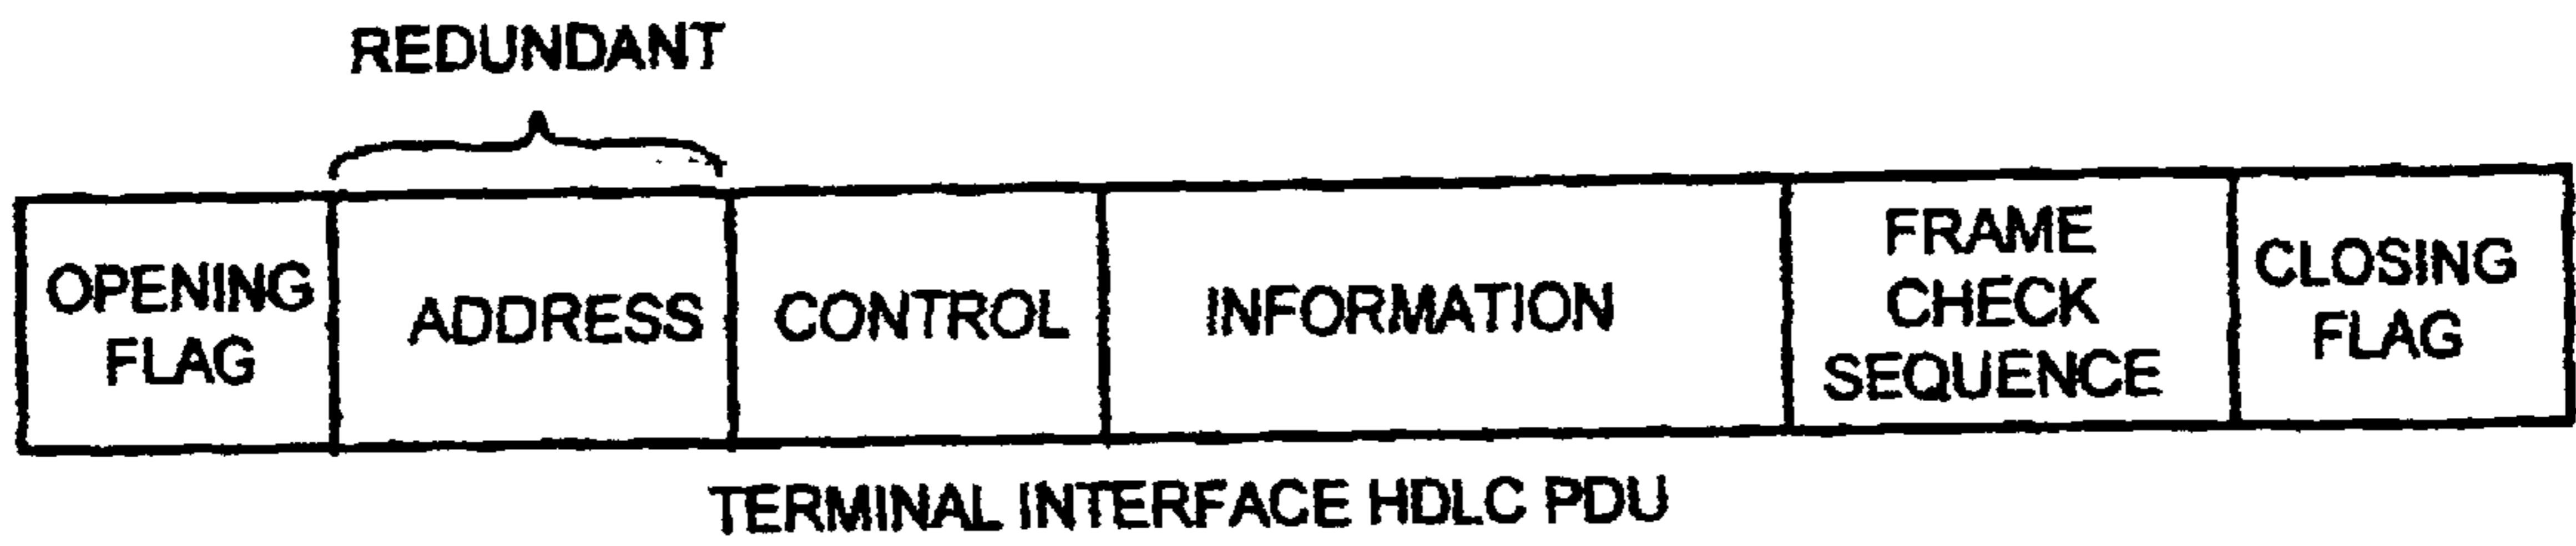 REDUNDANT
OPENING
FLAG
ADDRESS
CONTROL
INFORMATION
FRAME
CHECK
SEQUENCE
CLOSING
FLAG
TERMINAL INTERFACE HDLC PDU